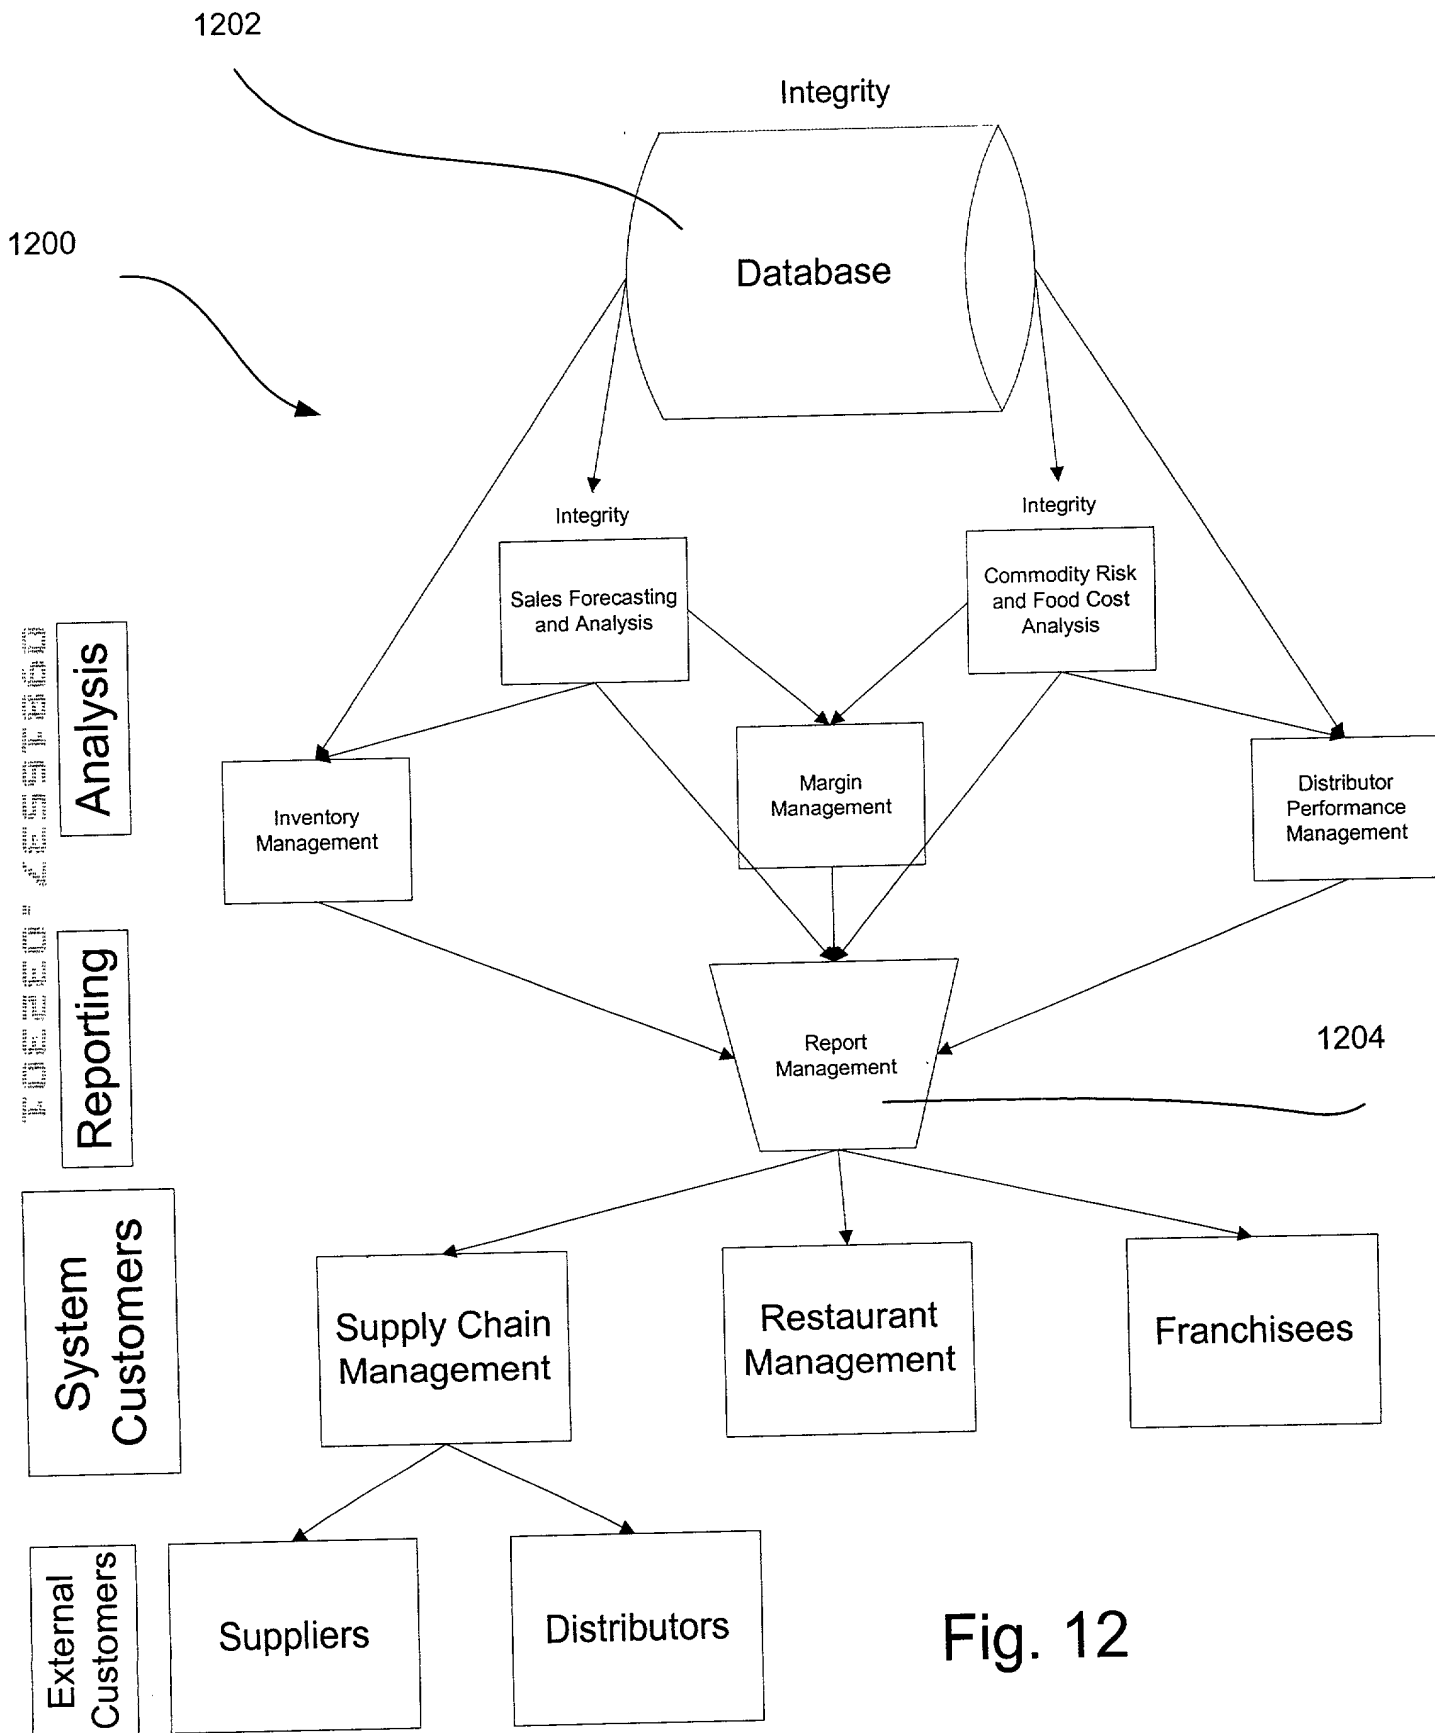 1202
Integrity
1200
Database
Integrity
Integrity
Sales Forecasting
and Analysis
Commodity Risk
and Food Cost
Analysis
Analysis
Inventory
Management
Margin
Management
Distributor
Performance
Management
Reporting
Report
Management
1204
System
Customers
Supply Chain
Management
Restaurant
Management
Franchisees
External
Customers
Suppliers
Distributors
Fig. 12